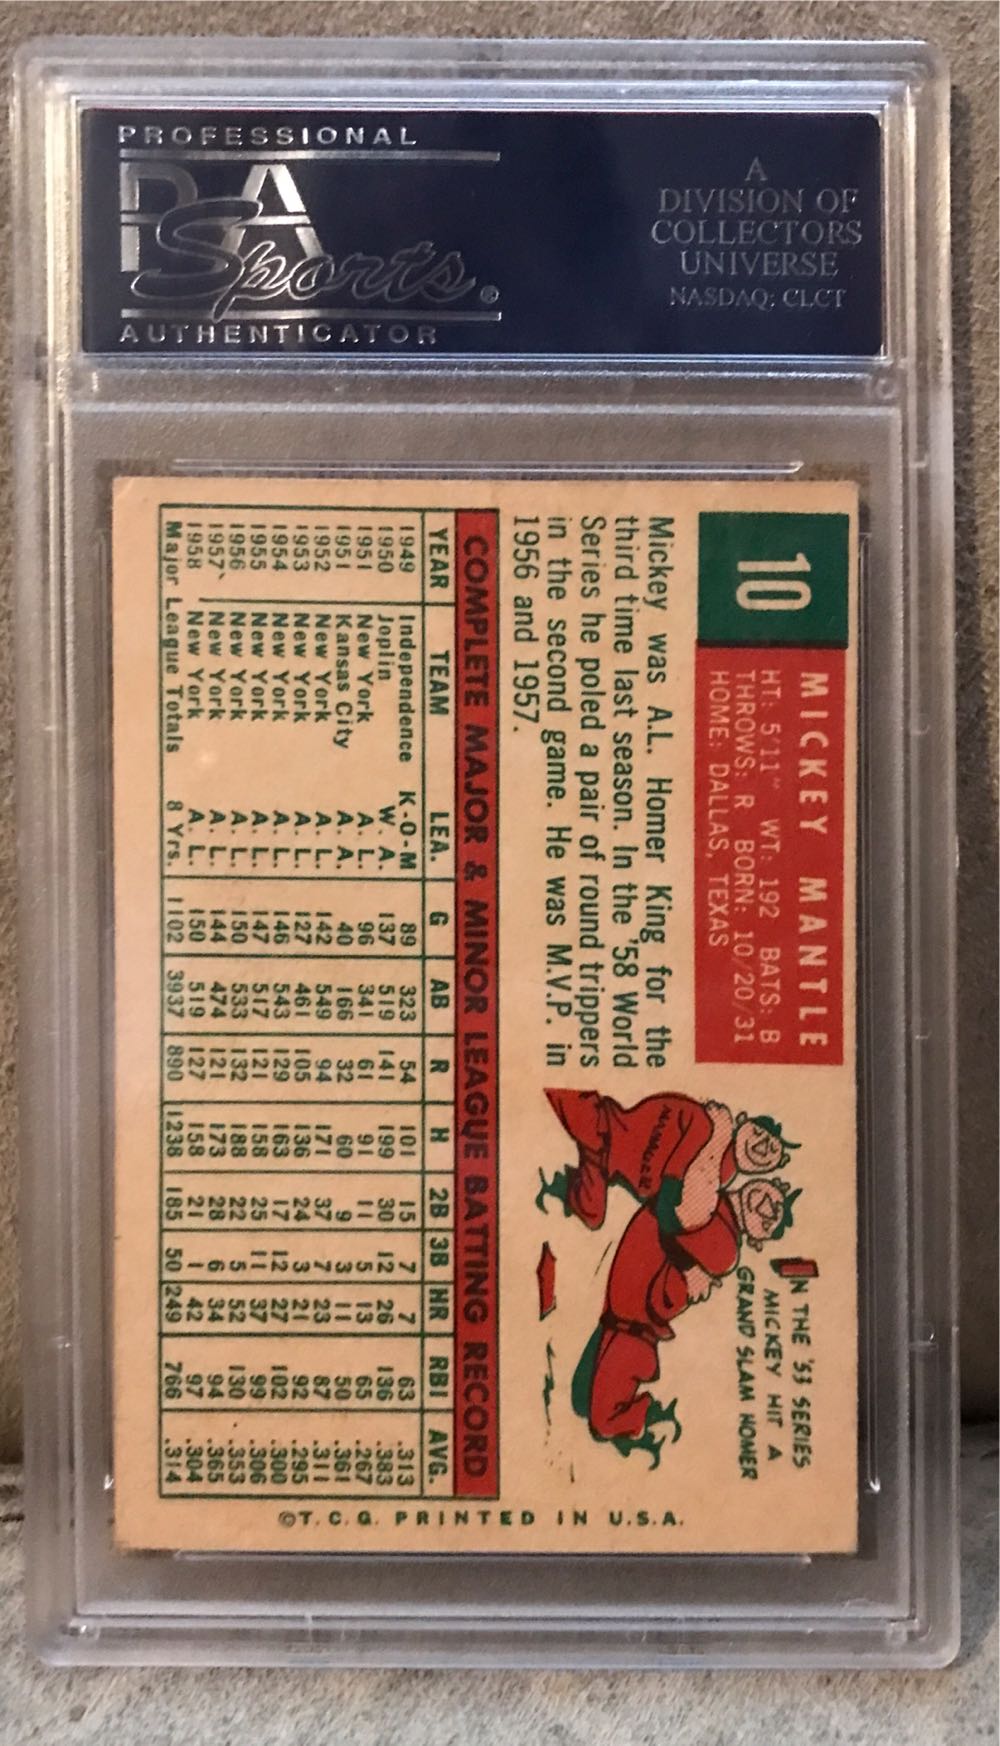 PROFESSIONAL
PSA
Sports®
AUTHENTICATOR
A
DIVISION OF
COLLECTORS
UNIVERSE
NASDAQ: CLCT
10
MICKEY MANTLE
HT: 5'11" WT: 192 BATS: B
THROWS: R BORN: 10/20/31
HOME: DALLAS, TEXAS
Mickey was A.L. Homer King for the
third time last season. In the '58 World
Series he poled a pair of round trippers
in the second game. He was M.V.P. in
1956 and 1957.
IN THE '53 SERIES
MICKEY HIT A
GRAND SLAM HOMER
COMPLETE MAJOR & MINOR LEAGUE BATTING RECORD
YEAR TEAM LEA. G AB R H 2B 3B HR RBI AVG.
1949 Independence K-O-M 89 323 54 101 15 7 7 63 .313
1950 Joplin W. A. 137 519 141 199 30 12 26 136 .383
1951 New York A. L. 96 341 61 91 11 5 13 65 .267
1951 Kansas City A. A. 40 166 32 60 9 3 11 50 .361
1952 New York A. L. 142 549 94 171 37 7 23 87 .311
1953 New York A. L. 127 461 105 136 24 3 21 92 .295
1954 New York A. L. 146 543 129 163 17 12 27 102 .300
1955 New York A. L. 147 517 121 158 25 11 37 99 .306
1956 New York A. L. 150 533 132 188 22 5 52 130 .353
1957 New York A. L. 144 474 121 173 28 6 34 94 .365
1958 New York A. L. 150 519 127 158 21 1 42 97 .304
Major League Totals 8 Yrs. 1102 3937 890 1238 185 50 249 766 .314
©T.C.G. PRINTED IN U.S.A.